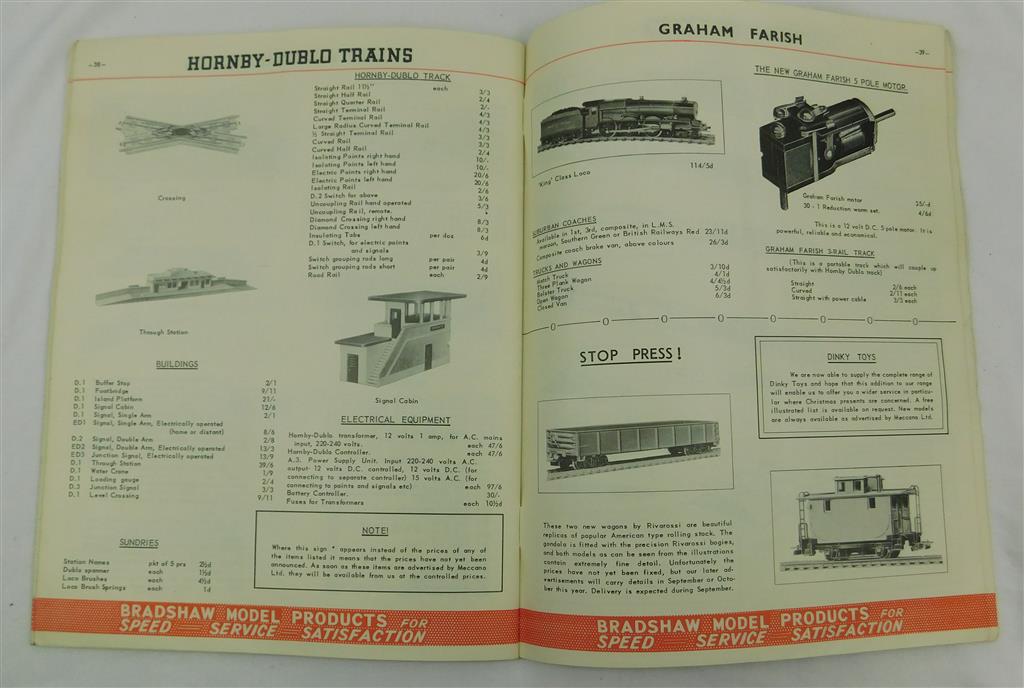 —38—
HORNBY-DUBLO TRAINS
HORNBY-DUBLO TRACK
Straight Rail 11½" each 3/3
Straight Half Rail 2/4
Straight Quarter Rail 2/-
Straight Terminal Rail 4/3
Curved Terminal Rail 4/3
Large Radius Curved Terminal Rail 4/3
½ Straight Terminal Rail 3/3
Curved Rail 3/3
Curved Half Rail 2/4
Isolating Points right hand 10/-
Isolating Points left hand 10/-
Electric Points right hand 20/6
Electric Points left hand 20/6
Isolating Rail 2/6
D.2 Switch for above 3/6
Uncoupling Rail hand operated 5/3
Uncoupling Rail, remote. *
Diamond Crossing right hand 8/3
Diamond Crossing left hand 8/3
Insulating Tabs per doz 6d
D.1 Switch, for electric points
and signals 3/9
Switch grouping rods long per pair 4d
Switch grouping rods short per pair 4d
Road Rail each 2/9
Crossing
Through Station
Signal Cabin
BUILDINGS
D.1 Buffer Stop 2/1
D.1 Footbridge 9/11
D.1 Island Platform 21/-
D.1 Signal Cabin 12/6
D.1 Signal, Single Arm 2/1
ED1 Signal, Single Arm, Electrically operated
(home or distant) 8/6
D.2 Signal, Double Arm 2/8
ED2 Signal, Double Arm, Electrically operated 13/3
ED3 Junction Signal, Electrically operated 13/9
D.1 Through Station 39/6
D.1 Water Crane 1/9
D.1 Loading gauge 2/4
D.3 Junction Signal 3/3
D.1 Level Crossing 9/11
SUNDRIES
Station Names pkt of 5 prs 2½d
Dublo spanner each 1½d
Loco Brushes each 4½d
Loco Brush Springs each 1d
ELECTRICAL EQUIPMENT
Hornby-Dublo transformer, 12 volts 1 amp, for A.C. mains
input, 220-240 volts. each 47/6
Hornby-Dublo Controller. each 47/6
A.3. Power Supply Unit. Input 220-240 volts A.C.
output- 12 volts D.C. controlled, 12 volts D.C. (for
connecting to separate controller) 15 volts A.C. (for
connecting to points and signals etc) each 97/6
Battery Controller. 30/-
Fuses for Transformers each 10½d
NOTE!
Where this sign * appears instead of the prices of any of
the items listed it means that the prices have not yet been
announced. As soon as these items are advertised by Meccano
Ltd. they will be available from us at the controlled prices.
BRADSHAW MODEL PRODUCTS FOR
SPEED SERVICE SATISFACTION
GRAHAM FARISH
—39—
'King' Class Loco 114/5d
THE NEW GRAHAM FARISH 5 POLE MOTOR.
Graham Farish motor 35/-d
30 - 1 Reduction worm set. 4/6d
This is a 12 volt D.C. 5 pole motor. It is
powerful, reliable and economical.
SUBURBAN COACHES
Available in 1st, 3rd, composite, in L.M.S.
maroon, Southern Green or British Railways Red 23/11d
Composite coach brake van, above colours 26/3d
TRUCKS AND WAGONS
Match Truck 3/10d
Three Plank Wagon 4/1d
Bolster Truck 4/4½d
Open Wagon 5/3d
Closed Van 6/3d
GRAHAM FARISH 3-RAIL TRACK
(This is a portable track which will couple up
satisfactorily with Hornby Dublo track)
Straight 2/6 each
Curved 2/11 each
Straight with power cable 3/3 each
STOP PRESS!
DINKY TOYS
We are now able to supply the complete range of
Dinky Toys and hope that this addition to our range
will enable us to offer you a wider service in particu-
lar where Christmas presents are concerned. A free
illustrated list is available on request. New models
are always available as advertised by Meccano Ltd.
These two new wagons by Rivarossi are beautiful
replicas of popular American type rolling stock. The
gondola is fitted with the precision Rivarossi bogies,
and both models as can be seen from the illustrations
contain extremely fine detail. Unfortunately the
prices have not yet been fixed, but our later ad-
vertisements will carry details in September or Octo-
ber this year. Delivery is expected during September.
BRADSHAW MODEL PRODUCTS FOR
SPEED SERVICE SATISFACTION